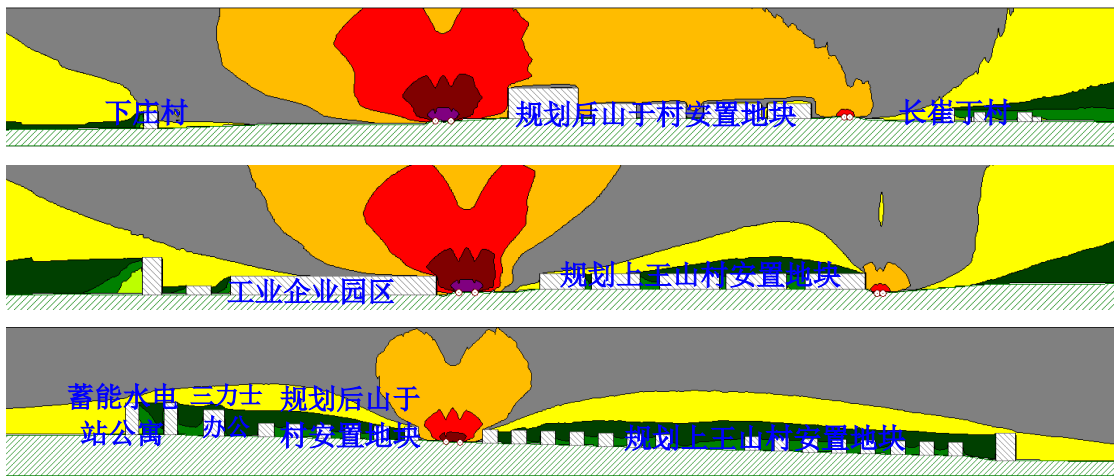 下庄村
规划后山于村安置地块
长崔丁村
工业企业园区
规划上王山村安置地块
蓄能水电
站公寓
三力士
办公
规划后山于
村安置地块
规划上王山村安置地块